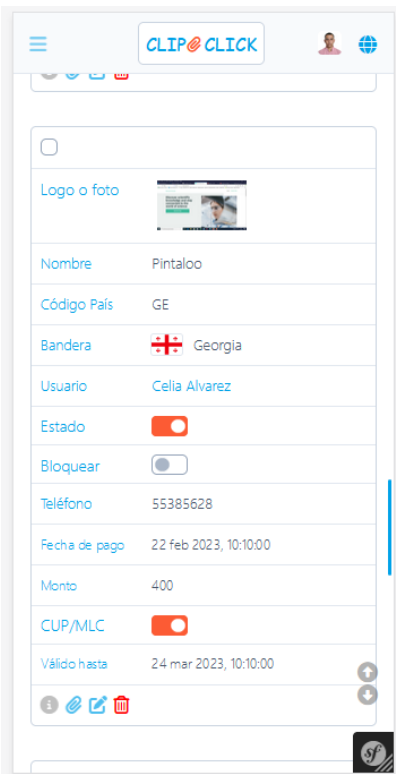 CLIP CLICK
Logo o foto
Nombre Pintaloo
Código País GE
Bandera Georgia
Usuario Celia Alvarez
Estado
Bloquear
Teléfono 55385628
Fecha de pago 22 feb 2023, 10:10:00
Monto 400
CUP/MLC
Válido hasta 24 mar 2023, 10:10:00
sf